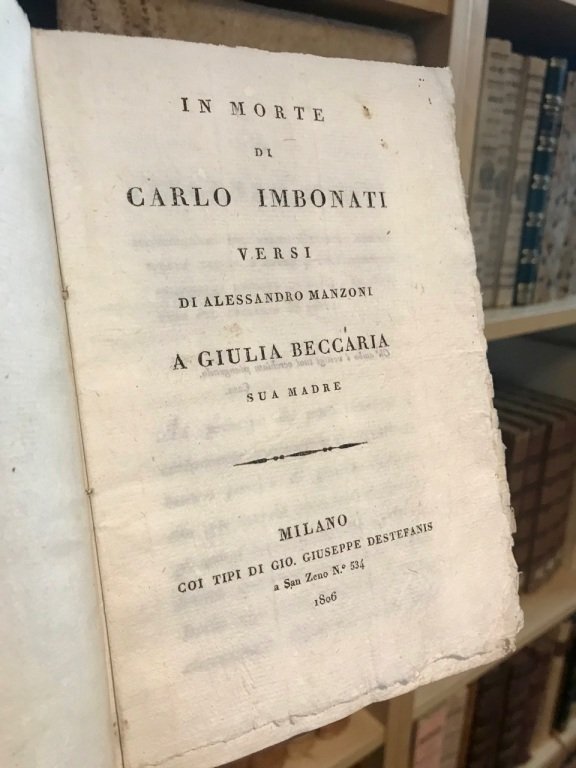 IN MORTE
DI
CARLO IMBONATI
VERSI
DI ALESSANDRO MANZONI
A GIULIA BECCARIA
SUA MADRE
MILANO
COI TIPI DI GIO. GIUSEPPE DESTEFANIS
a San Zeno N.º 534
1806